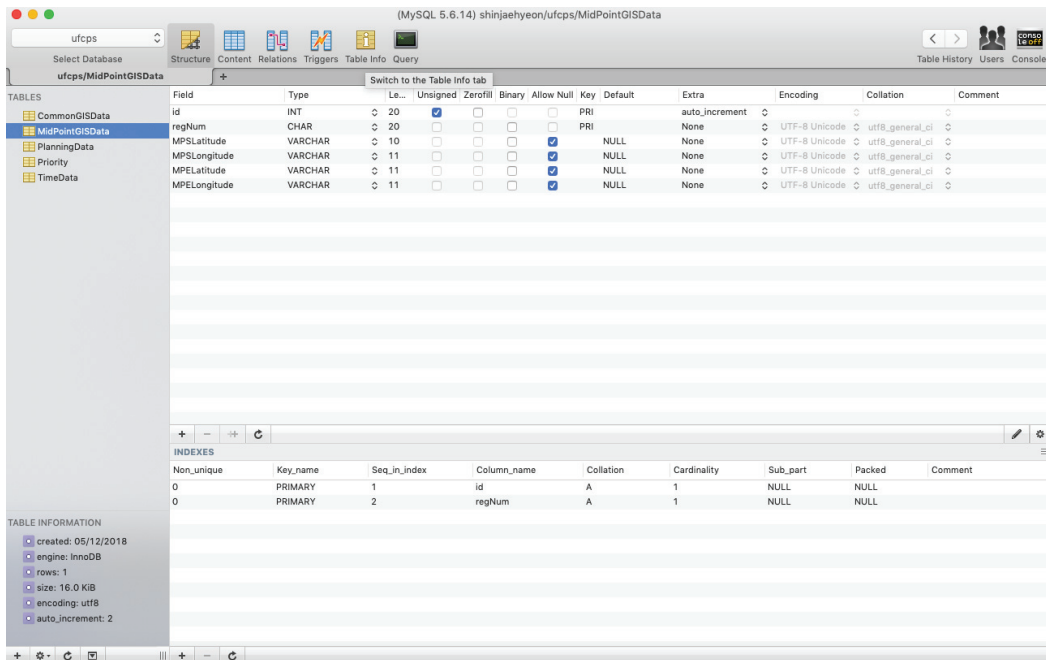 (MySQL 5.6.14) shinjaehyeon/ufcps/MidPointGISData
ufcps
Select Database
Structure Content Relations Triggers Table Info Query
Table History Users Console
conso
le off
ufcps/MidPointGISData +
Switch to the Table Info tab
TABLES
CommonGISData
MidPointGISData
PlanningData
Priority
TimeData
Field Type Le... Unsigned Zerofill Binary Allow Null Key Default Extra Encoding Collation Comment
id INT 20 PRI auto_increment
regNum CHAR 20 PRI None UTF-8 Unicode utf8_general_ci
MPSLatitude VARCHAR 10 NULL None UTF-8 Unicode utf8_general_ci
MPSLongitude VARCHAR 11 NULL None UTF-8 Unicode utf8_general_ci
MPELatitude VARCHAR 11 NULL None UTF-8 Unicode utf8_general_ci
MPELongitude VARCHAR 11 NULL None UTF-8 Unicode utf8_general_ci
INDEXES
Non_unique Key_name Seq_in_index Column_name Collation Cardinality Sub_part Packed Comment
0 PRIMARY 1 id A 1 NULL NULL
0 PRIMARY 2 regNum A 1 NULL NULL
TABLE INFORMATION
created: 05/12/2018
engine: InnoDB
rows: 1
size: 16.0 KiB
encoding: utf8
auto_increment: 2